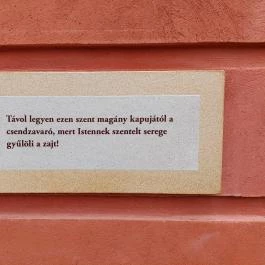 Távol legyen ezen szent magány kapujától a
csendzavaró, mert Istennek szentelt serege
gyűlöli a zajt!